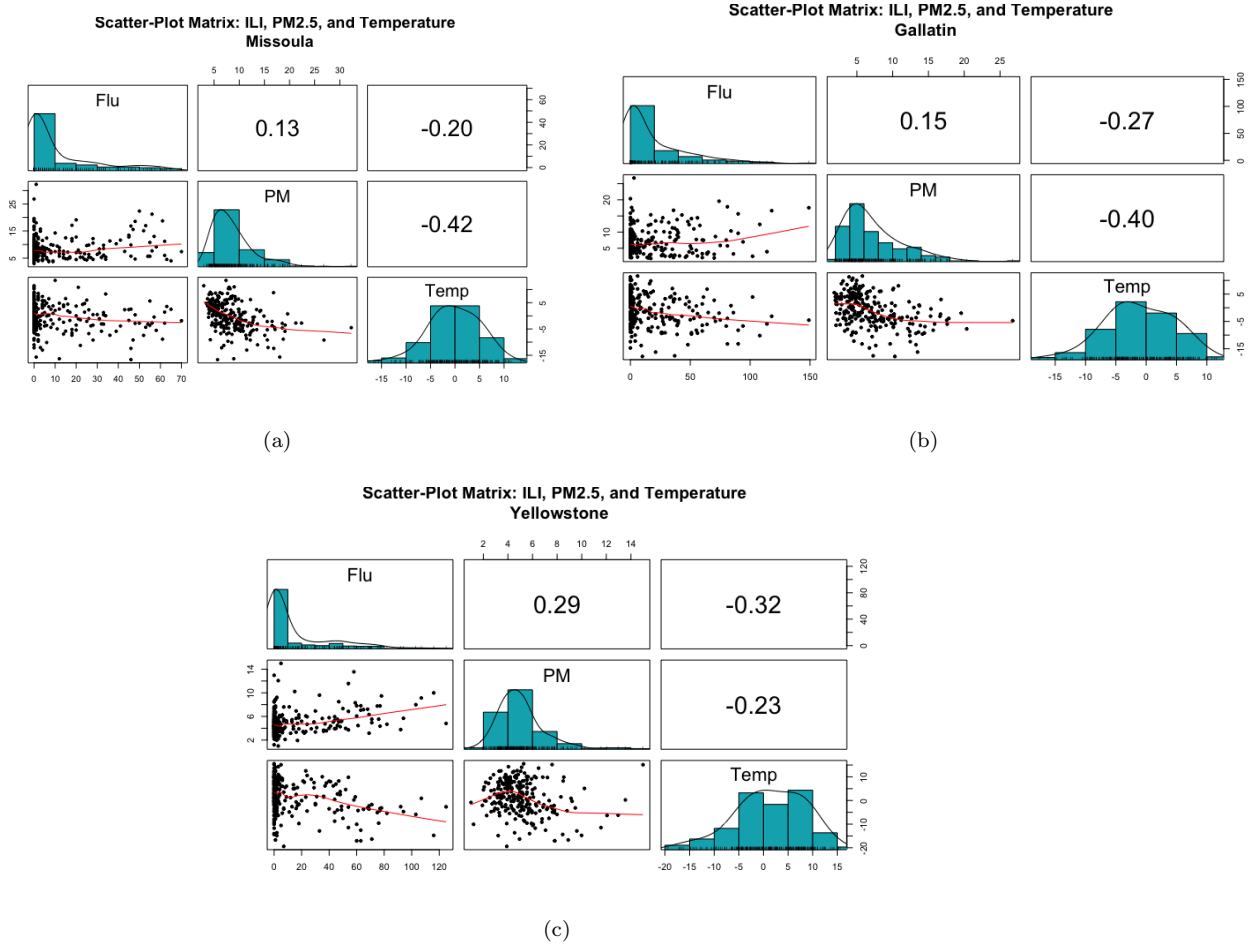 Scatter-Plot Matrix: ILI, PM2.5, and Temperature
Missoula
5 10 15 20 25 30
Flu
0.13
-0.20
0 20 40 60
5 15 25
PM
-0.42
Temp
-15 -5 5
0 10 20 30 40 50 60 70
-15 -10 -5 0 5 10
(a)
Scatter-Plot Matrix: ILI, PM2.5, and Temperature
Gallatin
5 10 15 20 25
Flu
0.15
-0.27
0 50 100 150
5 10 20
PM
-0.40
Temp
-15 -5 5
0 50 100 150
-15 -10 -5 0 5 10
(b)
Scatter-Plot Matrix: ILI, PM2.5, and Temperature
Yellowstone
2 4 6 8 10 12 14
Flu
0.29
-0.32
0 40 80 120
2 6 10 14
PM
-0.23
Temp
-20 -10 0 10
0 20 40 60 80 100 120
-20 -15 -10 -5 0 5 10 15
(c)